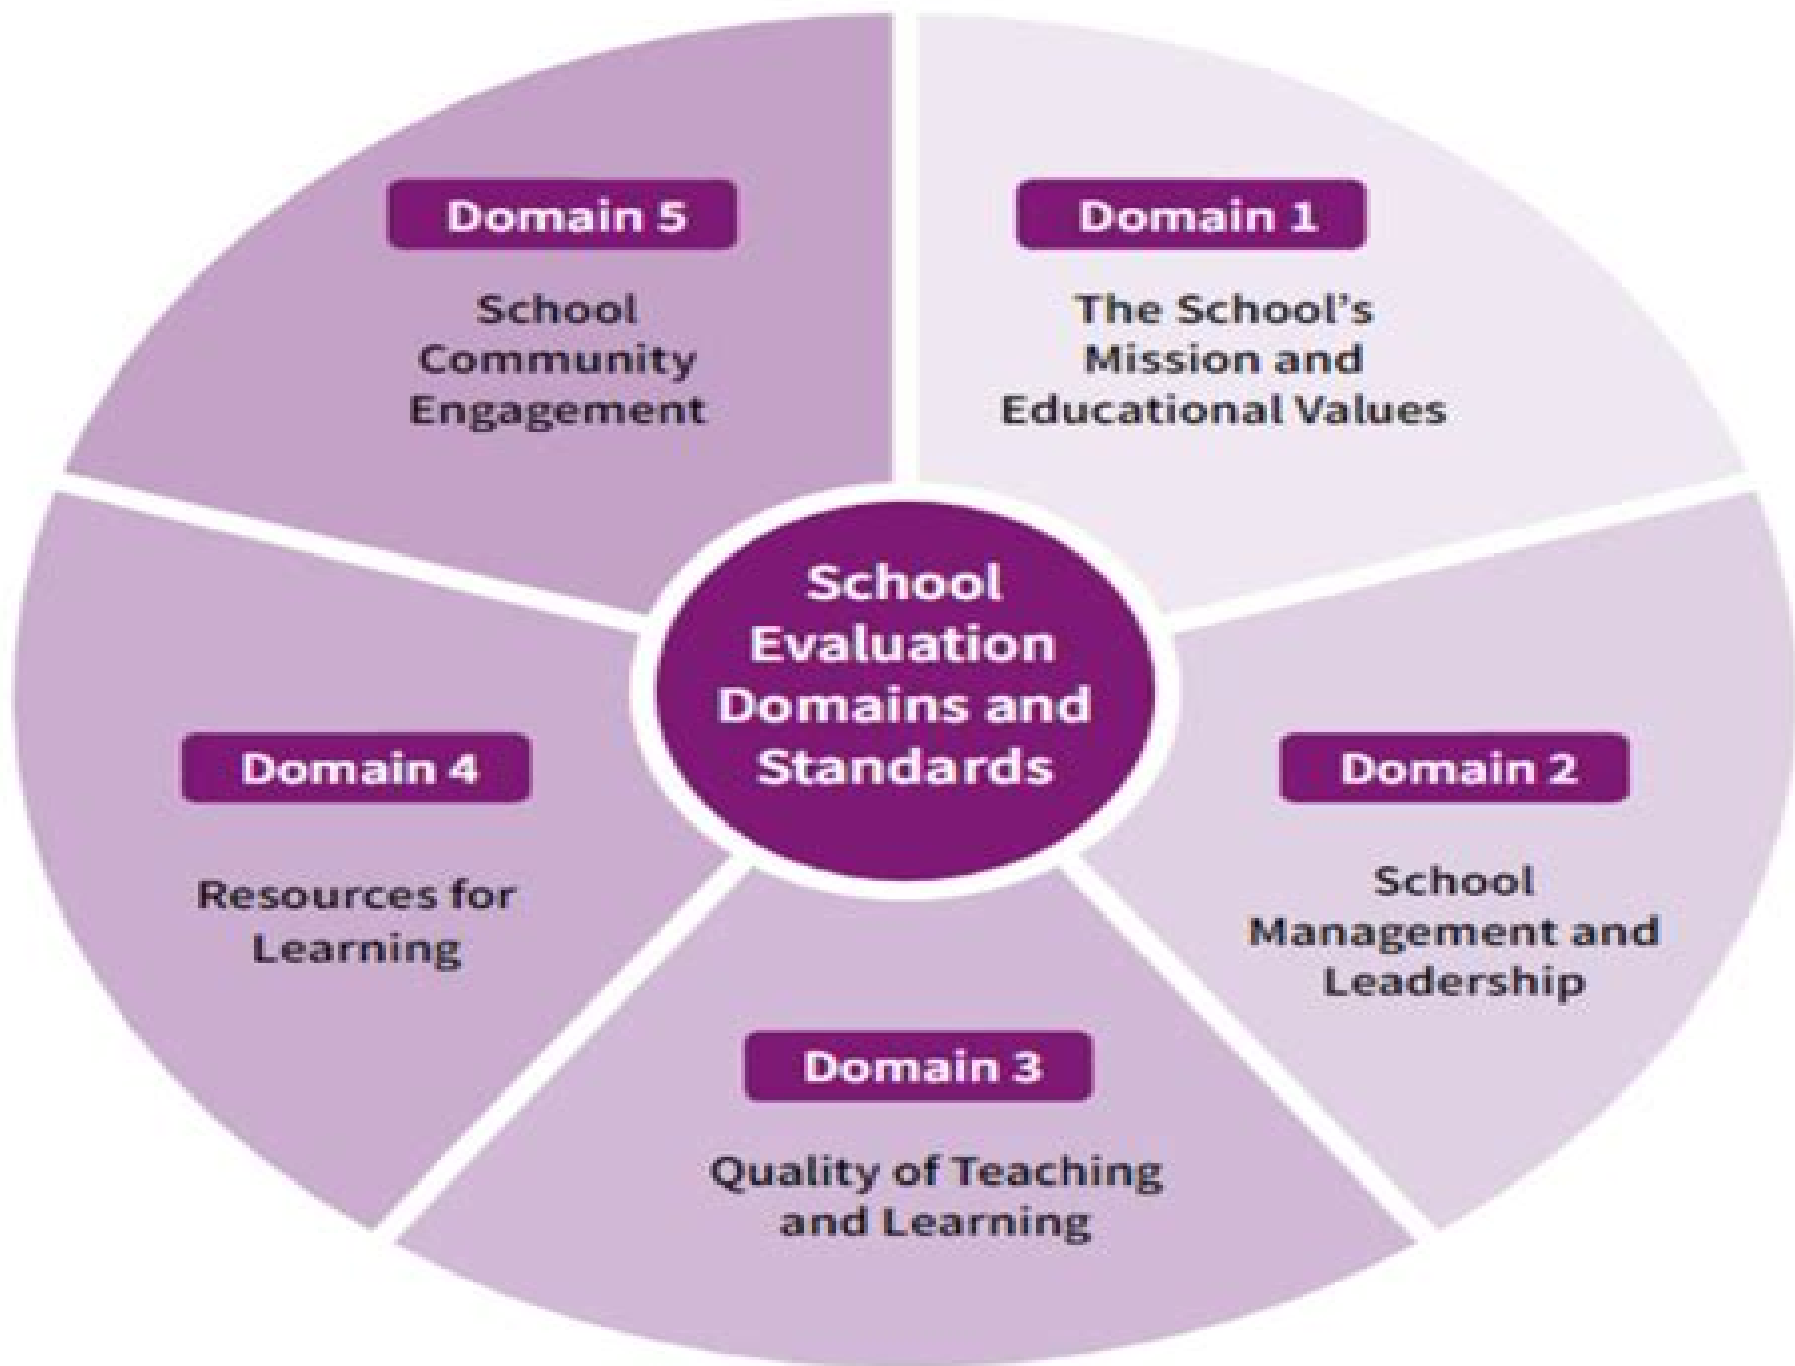 School
Evaluation
Domains and
Standards
Domain 1
The School’s
Mission and
Educational Values
Domain 2
School
Management and
Leadership
Domain 3
Quality of Teaching
and Learning
Domain 4
Resources for
Learning
Domain 5
School
Community
Engagement